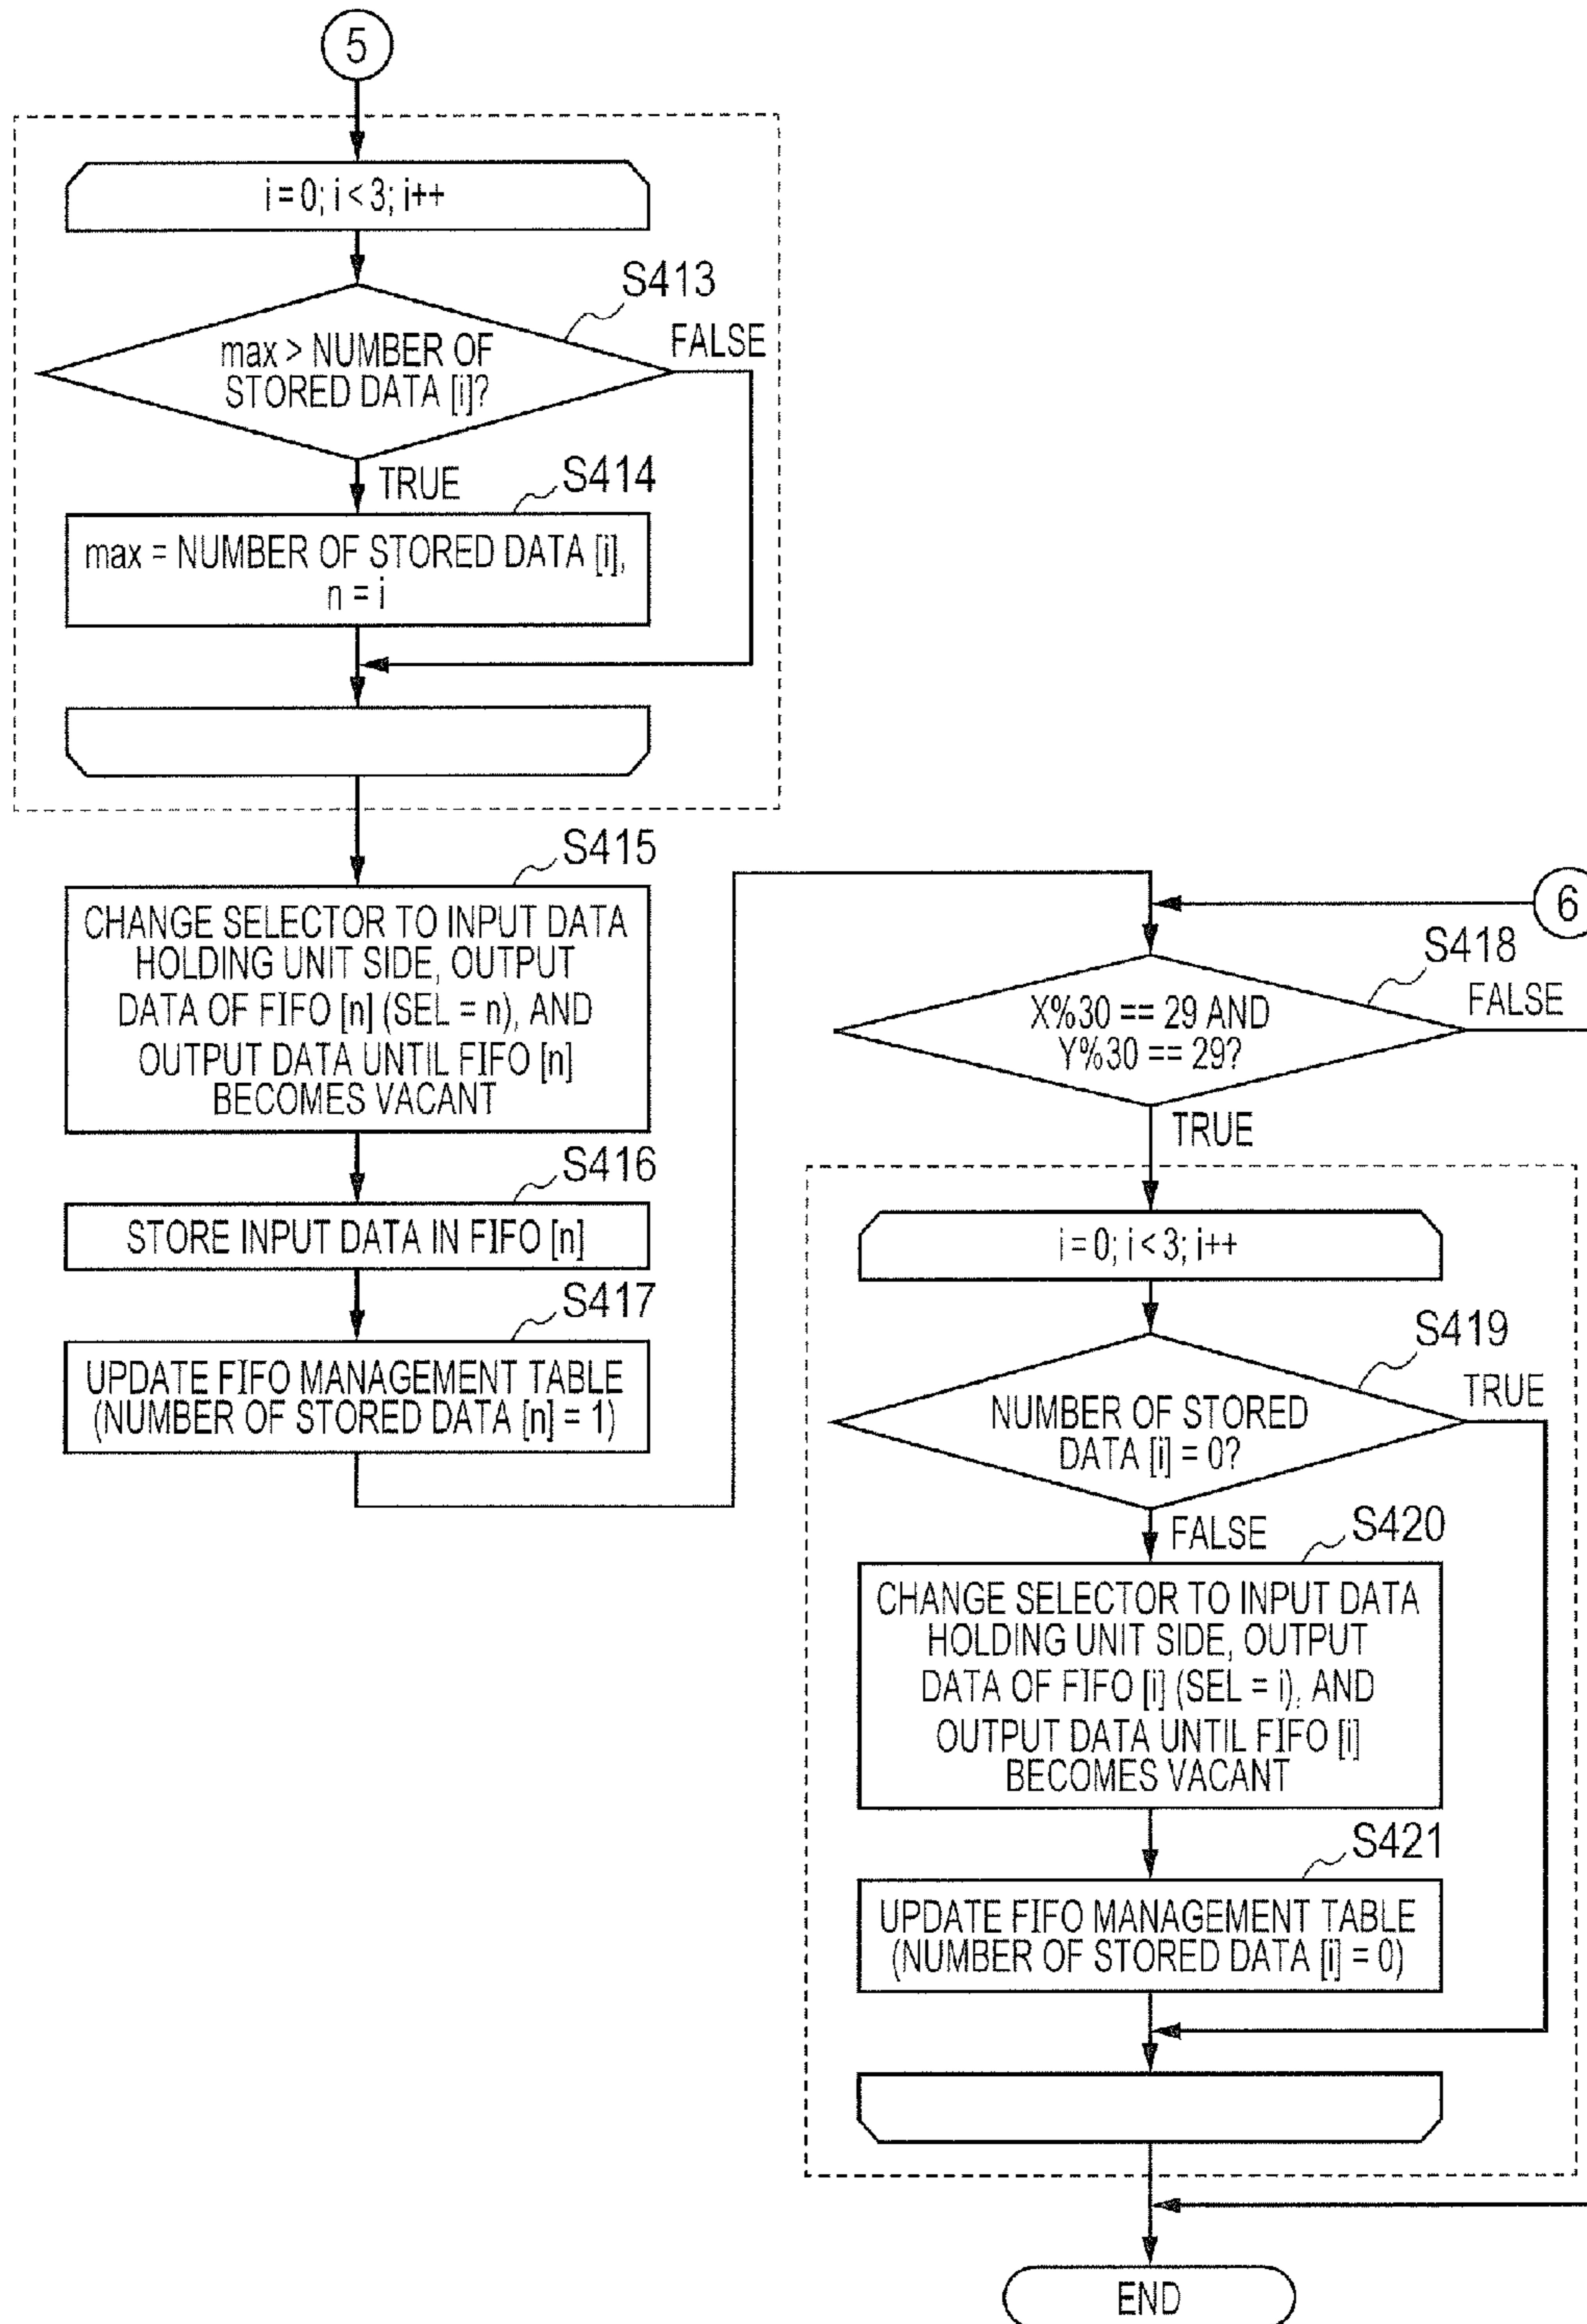 5
i = 0; i < 3; i++
S413
max > NUMBER OF
STORED DATA [i]?
FALSE
TRUE
S414
max = NUMBER OF STORED DATA [i],
n = i
S415
CHANGE SELECTOR TO INPUT DATA
HOLDING UNIT SIDE, OUTPUT
DATA OF FIFO [n] (SEL = n), AND
OUTPUT DATA UNTIL FIFO [n]
BECOMES VACANT
S416
STORE INPUT DATA IN FIFO [n]
S417
UPDATE FIFO MANAGEMENT TABLE
(NUMBER OF STORED DATA [n] = 1)
6
S418
X%30 == 29 AND
Y%30 == 29?
FALSE
TRUE
i = 0; i < 3; i++
S419
NUMBER OF STORED
DATA [i] = 0?
TRUE
FALSE
S420
CHANGE SELECTOR TO INPUT DATA
HOLDING UNIT SIDE, OUTPUT
DATA OF FIFO [i] (SEL = i), AND
OUTPUT DATA UNTIL FIFO [i]
BECOMES VACANT
S421
UPDATE FIFO MANAGEMENT TABLE
(NUMBER OF STORED DATA [i] = 0)
END